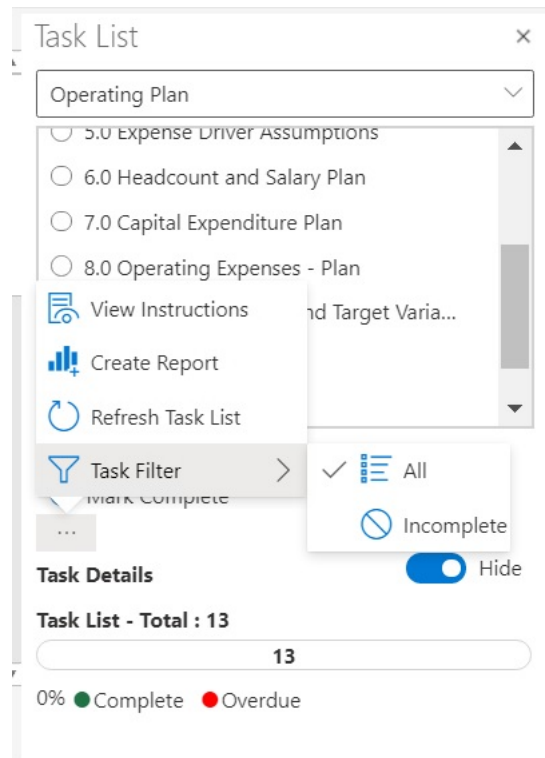 Task List
Operating Plan
5.0 Expense Driver Assumptions
6.0 Headcount and Salary Plan
7.0 Capital Expenditure Plan
8.0 Operating Expenses - Plan
View Instructions
nd Target Varia...
Create Report
Refresh Task List
Task Filter
All
Mark Complete
Incomplete
...
Task Details
Hide
Task List - Total : 13
13
0% Complete Overdue